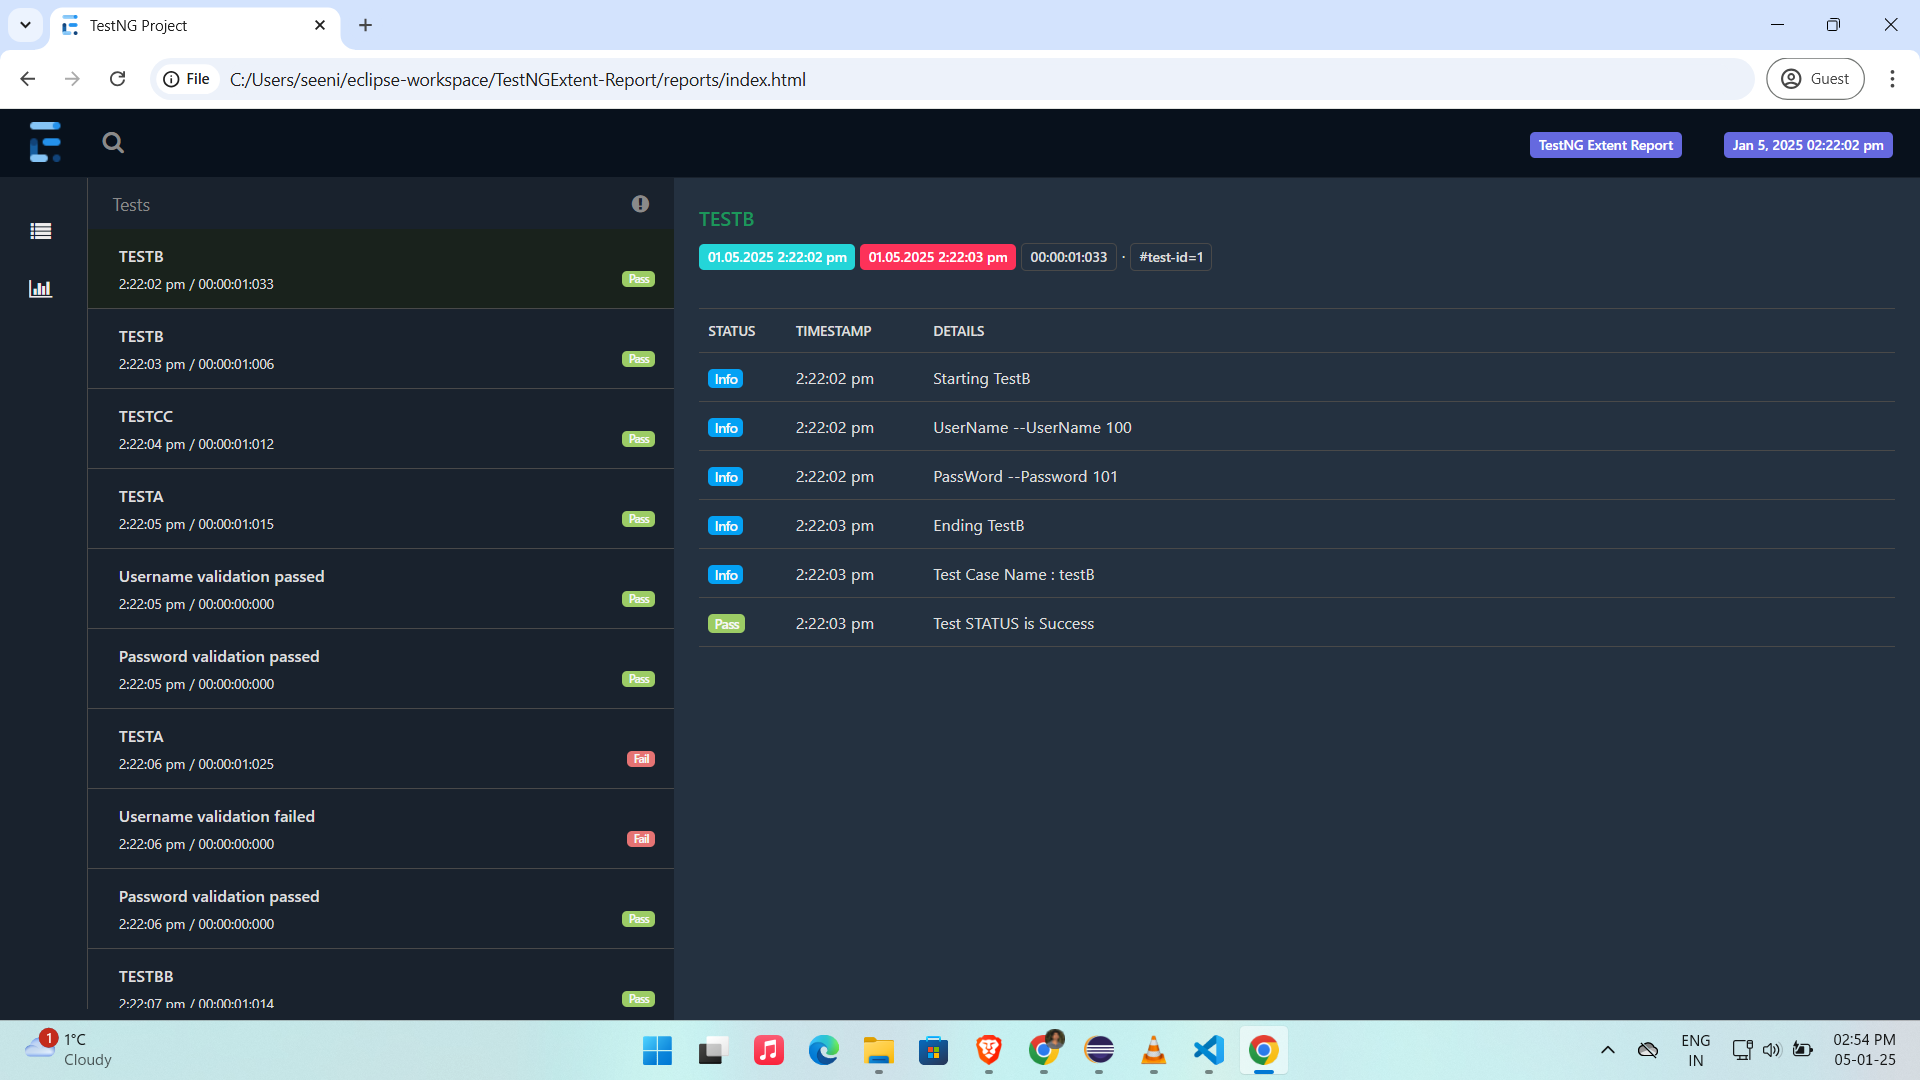 TestNG Project
File
C:/Users/seeni/eclipse-workspace/TestNGExtent-Report/reports/index.html
Guest
TestNG Extent Report
Jan 5, 2025 02:22:02 pm
Tests
TESTB
2:22:02 pm / 00:00:01:033
Pass
TESTB
2:22:03 pm / 00:00:01:006
Pass
TESTCC
2:22:04 pm / 00:00:01:012
Pass
TESTA
2:22:05 pm / 00:00:01:015
Pass
Username validation passed
2:22:05 pm / 00:00:00:000
Pass
Password validation passed
2:22:05 pm / 00:00:00:000
Pass
TESTA
2:22:06 pm / 00:00:01:025
Fail
Username validation failed
2:22:06 pm / 00:00:00:000
Fail
Password validation passed
2:22:06 pm / 00:00:00:000
Pass
TESTBB
2:22:07 pm / 00:00:01:014
Pass
TESTB
01.05.2025 2:22:02 pm 01.05.2025 2:22:03 pm 00:00:01:033 · #test-id=1
STATUS TIMESTAMP DETAILS
Info 2:22:02 pm Starting TestB
Info 2:22:02 pm UserName --UserName 100
Info 2:22:02 pm PassWord --Password 101
Info 2:22:03 pm Ending TestB
Info 2:22:03 pm Test Case Name : testB
Pass 2:22:03 pm Test STATUS is Success
1
1°C
Cloudy
ENG
IN
02:54 PM
05-01-25